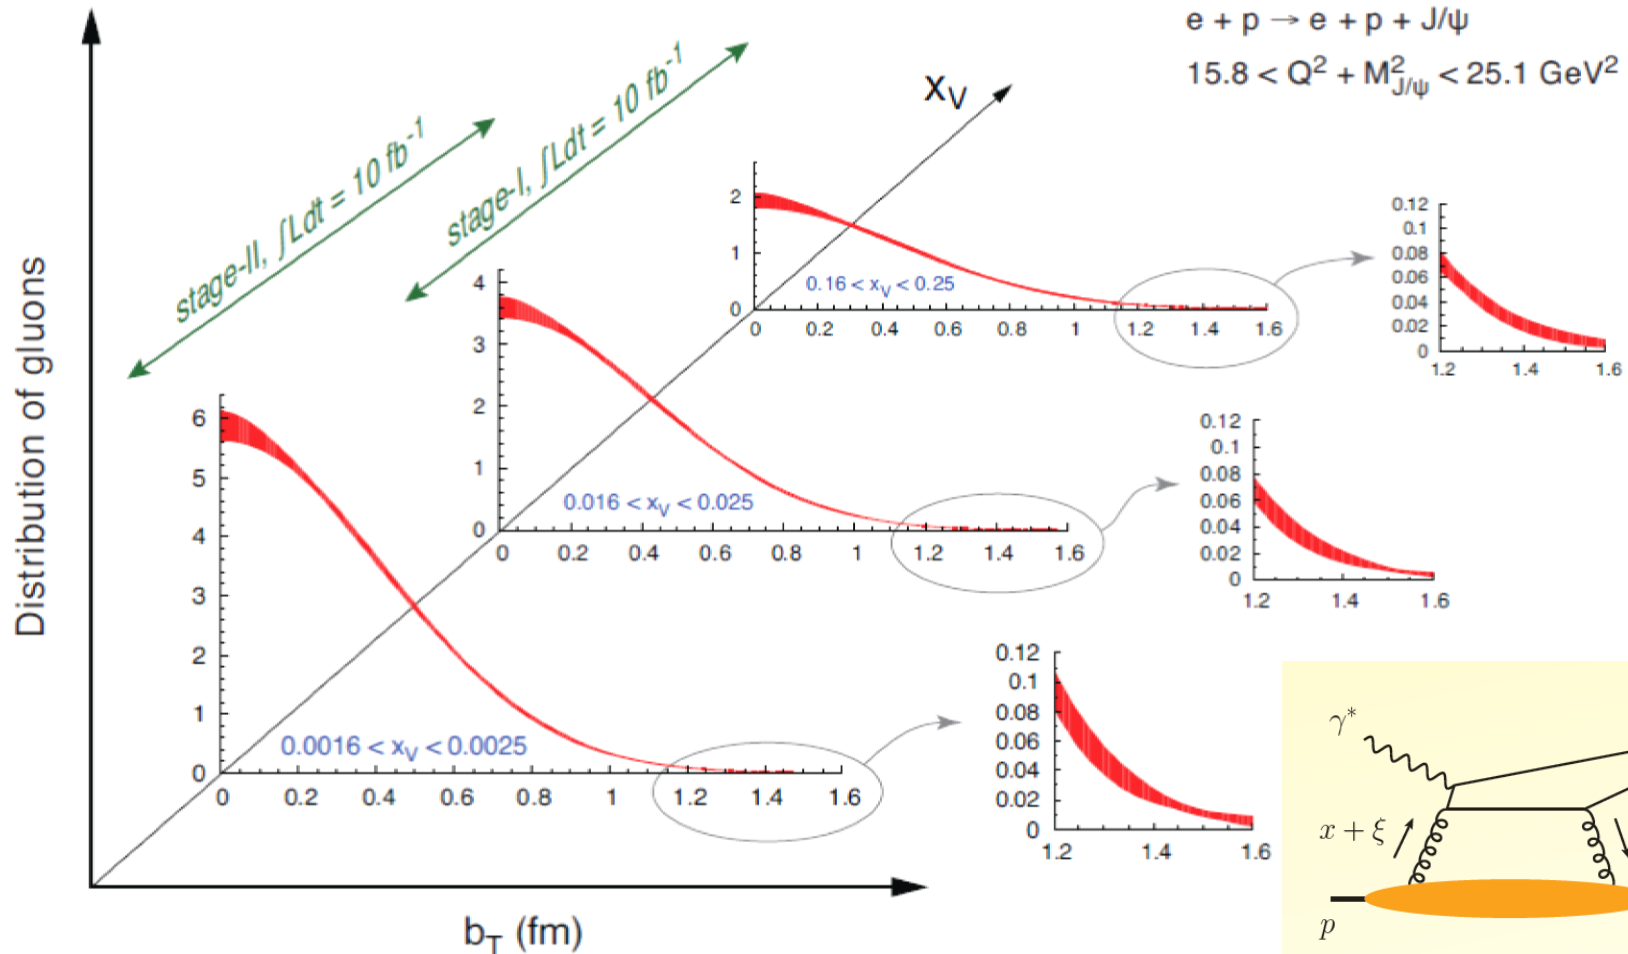 e + p → e + p + J/ψ
15.8 < Q² + M²_J/ψ < 25.1 GeV²
stage-II, ∫Ldt = 10 fb⁻¹
stage-I, ∫Ldt = 10 fb⁻¹
x_V
Distribution of gluons
b_T (fm)
2
1
0
0.16 < x_V < 0.25
0 0.2 0.4 0.6 0.8 1 1.2 1.4 1.6
0.12
0.1
0.08
0.06
0.04
0.02
0
1.2 1.4 1.6
4
3
2
1
0
0.016 < x_V < 0.025
0 0.2 0.4 0.6 0.8 1 1.2 1.4 1.6
0.12
0.1
0.08
0.06
0.04
0.02
0
1.2 1.4 1.6
6
5
4
3
2
1
0
0.0016 < x_V < 0.0025
0 0.2 0.4 0.6 0.8 1 1.2 1.4 1.6
0.12
0.1
0.08
0.06
0.04
0.02
0
1.2 1.4 1.6
γ*
x + ξ
p